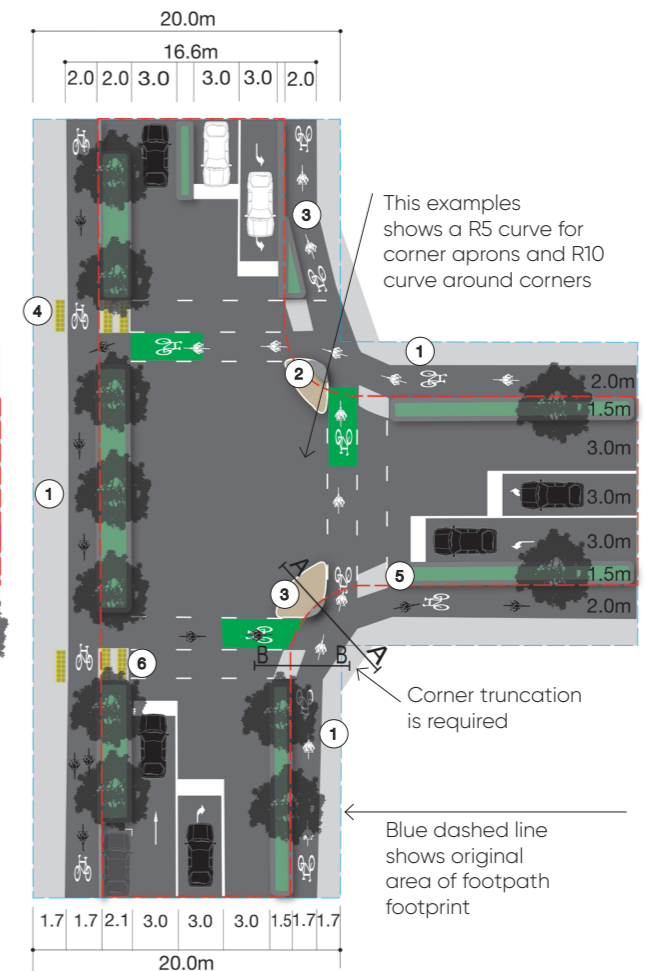 20.0m
16.6m
2.0 2.0 3.0 3.0 3.0 2.0
This examples
shows a R5 curve for
corner aprons and R10
curve around corners
3
4
1
2
2.0m
1.5m
3.0m
1
3.0m
3.0m
A
3
5
1.5m
2.0m
6
B B A
Corner truncation
is required
1
Blue dashed line
shows original
area of footpath
footprint
1.7 1.7 2.1 3.0 3.0 3.0 1.5 1.7 1.7
20.0m